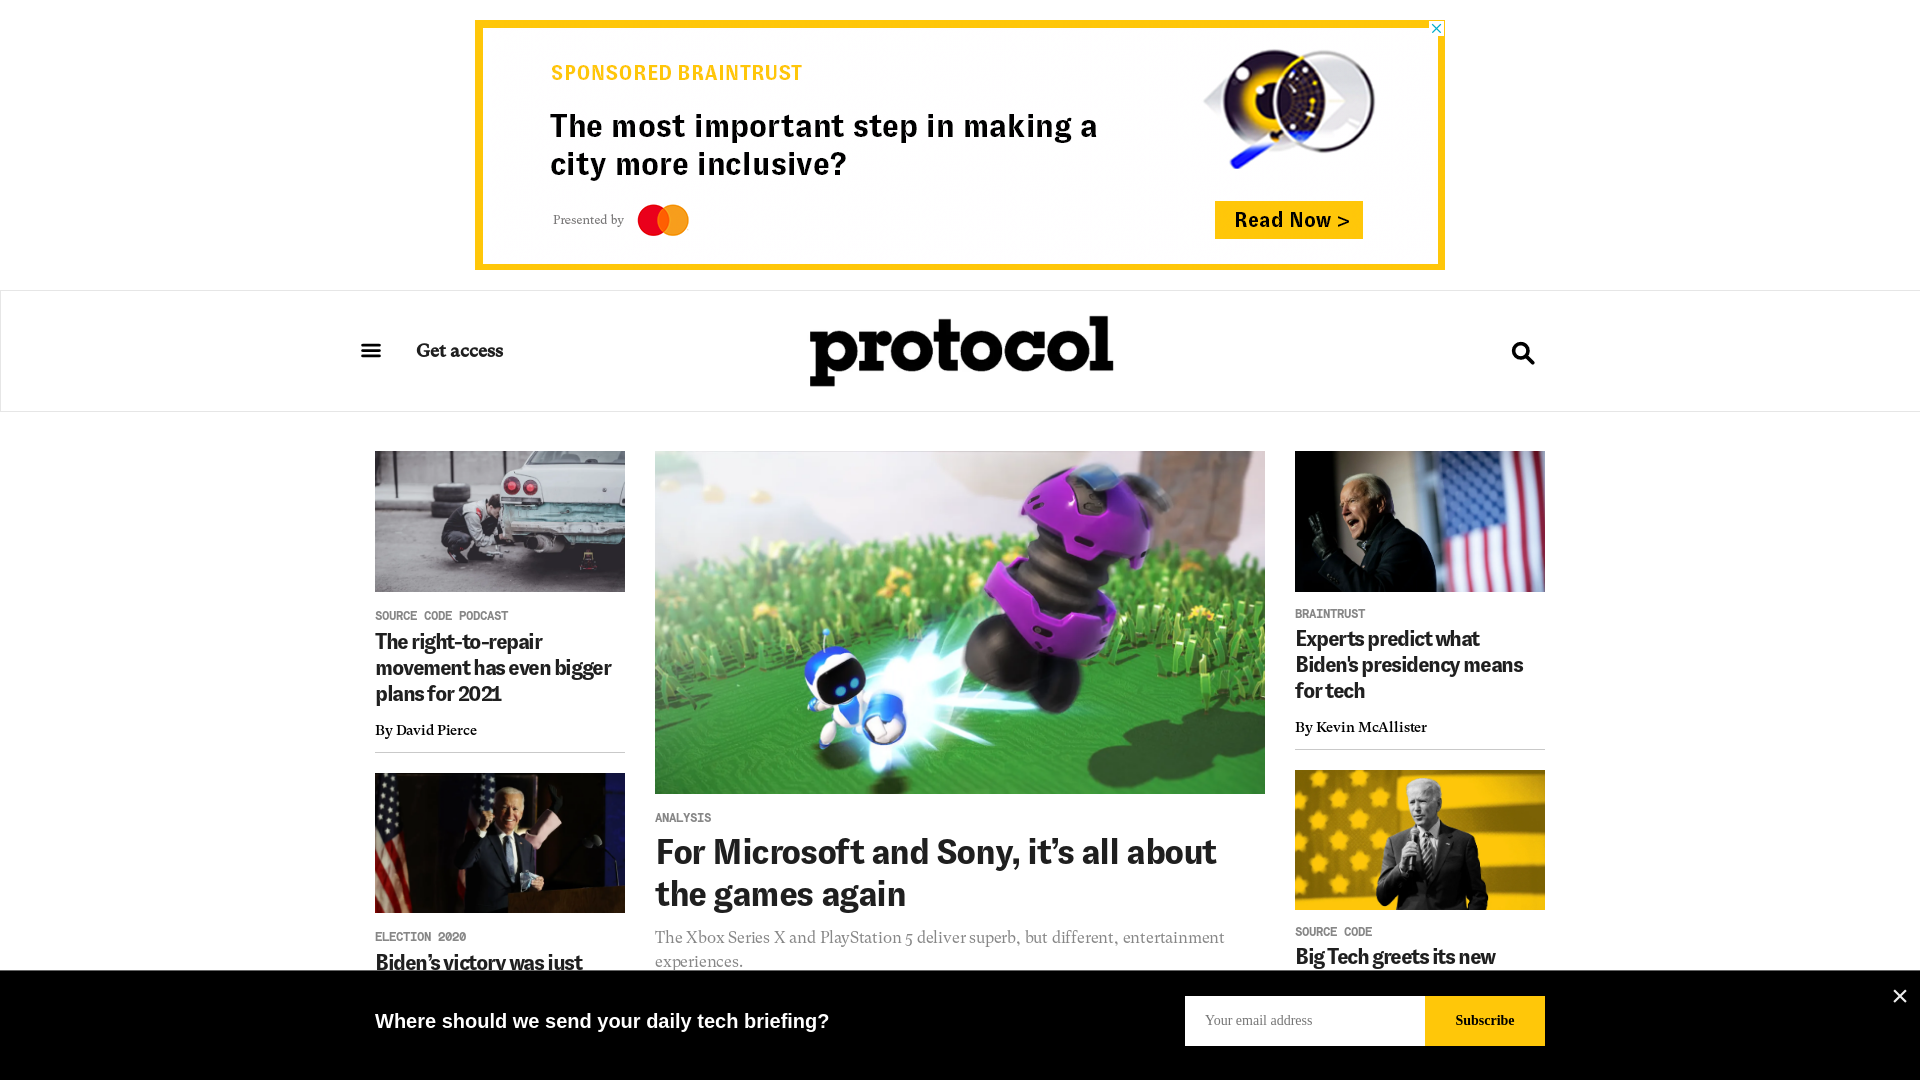 SPONSORED BRAINTRUST
The most important step in making a
city more inclusive?
Presented by
Read Now >
Get access
protocol
SOURCE CODE PODCAST
The right-to-repair
movement has even bigger
plans for 2021
By David Pierce
ELECTION 2020
Biden’s victory was just
ANALYSIS
For Microsoft and Sony, it’s all about
the games again
The Xbox Series X and PlayStation 5 deliver superb, but different, entertainment
experiences.
BRAINTRUST
Experts predict what
Biden's presidency means
for tech
By Kevin McAllister
SOURCE CODE
Big Tech greets its new
Where should we send your daily tech briefing?
Your email address
Subscribe